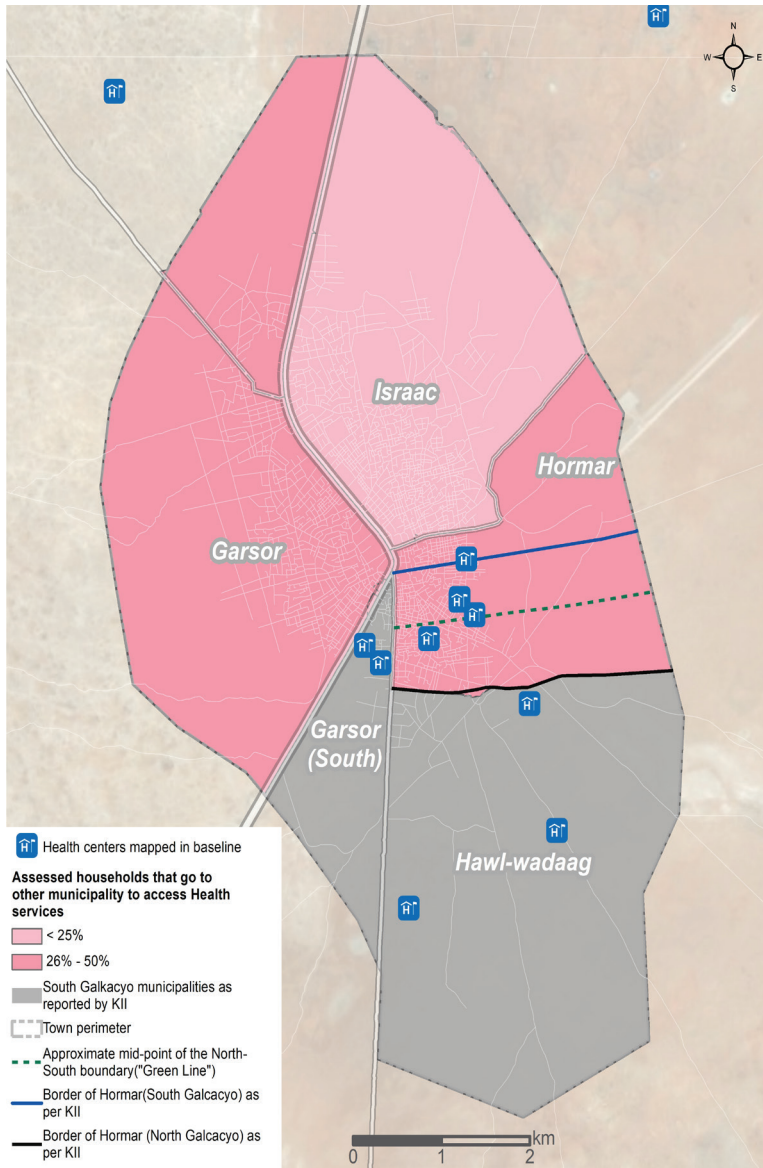 N
W E
S
Israac
Hormar
Garsor
Garsor
(South)
Hawl-wadaag
Health centers mapped in baseline
Assessed households that go to
other municipality to access Health
services
< 25%
26% - 50%
South Galkacyo municipalities as
reported by KII
Town perimeter
Approximate mid-point of the North-
South boundary("Green Line")
Border of Hormar(South Galcacyo) as
per KII
Border of Hormar (North Galcacyo) as
per KII
km
0 1 2